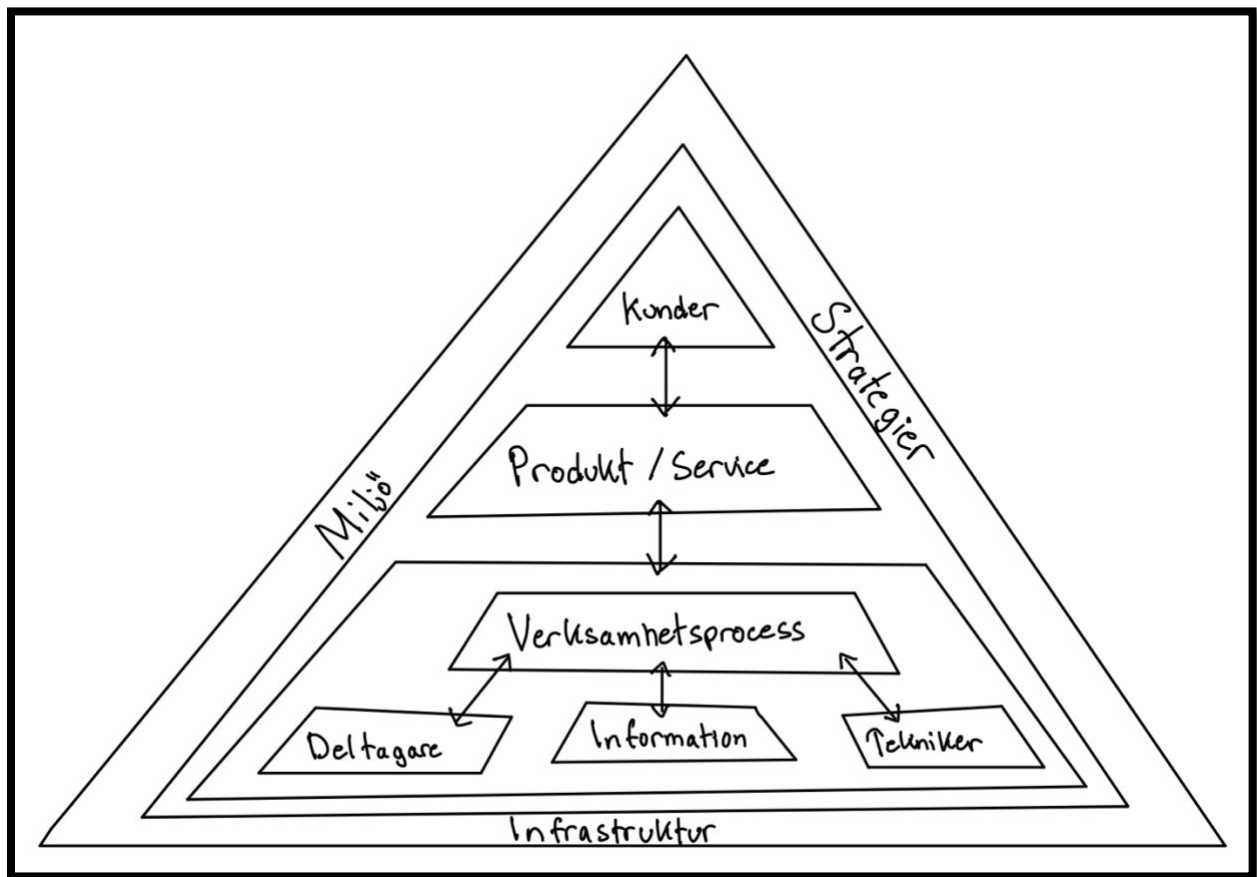 Kunder
Strategier
Produkt / Service
Miljö
Verksamhetsprocess
Deltagare
Information
Tekniker
Infrastruktur